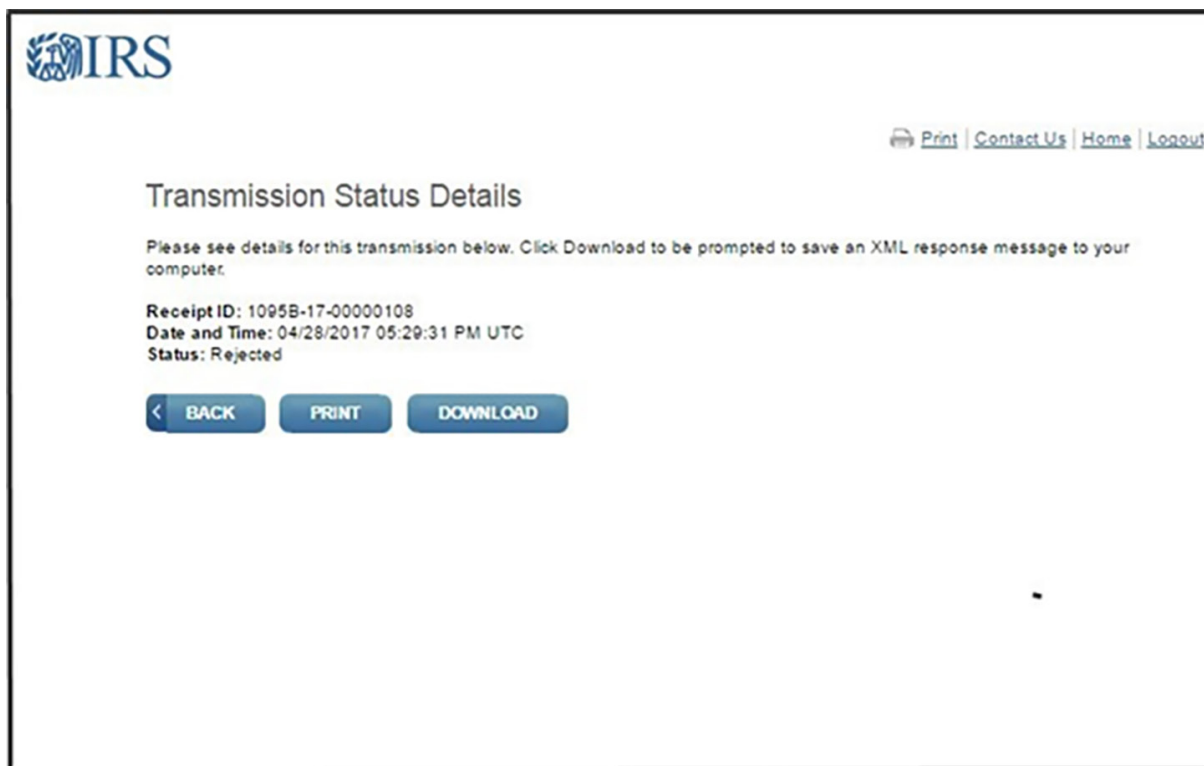 IRS
Print | Contact Us | Home | Logout
Transmission Status Details
Please see details for this transmission below. Click Download to be prompted to save an XML response message to your
computer.
Receipt ID: 1095B-17-00000108
Date and Time: 04/28/2017 05:29:31 PM UTC
Status: Rejected
< BACK PRINT DOWNLOAD